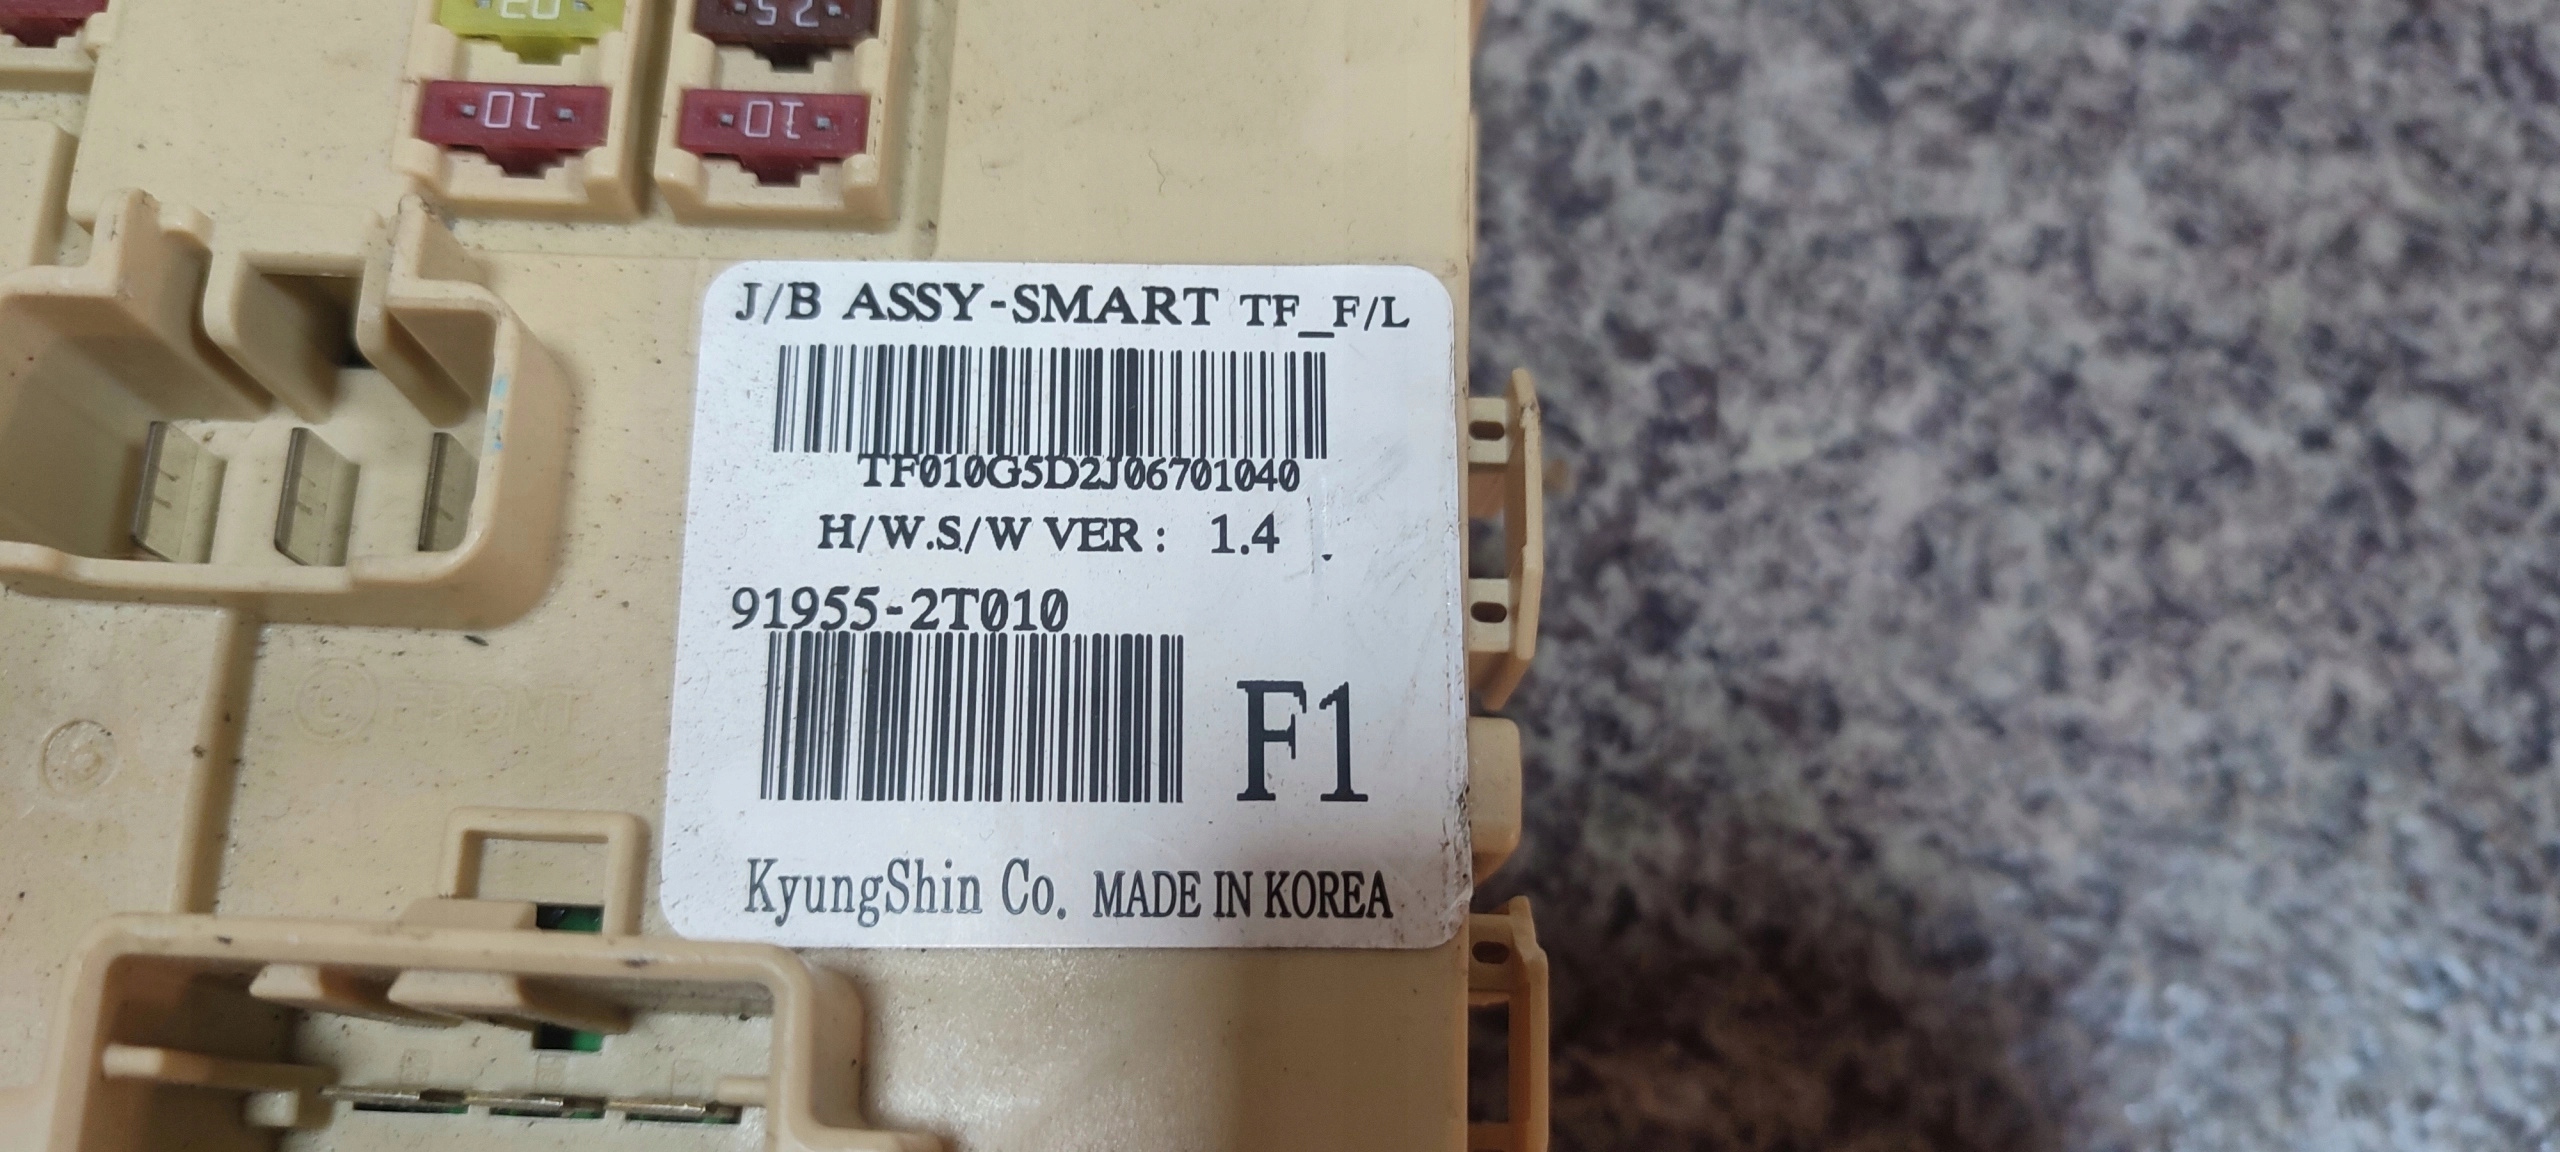 20
25
10
10
J/B ASSY-SMART TF_F/L
TF010G5D2J06701040
H/W.S/W VER : 1.4
91955-2T010
F1
© FRONT
KyungShin Co. MADE IN KOREA